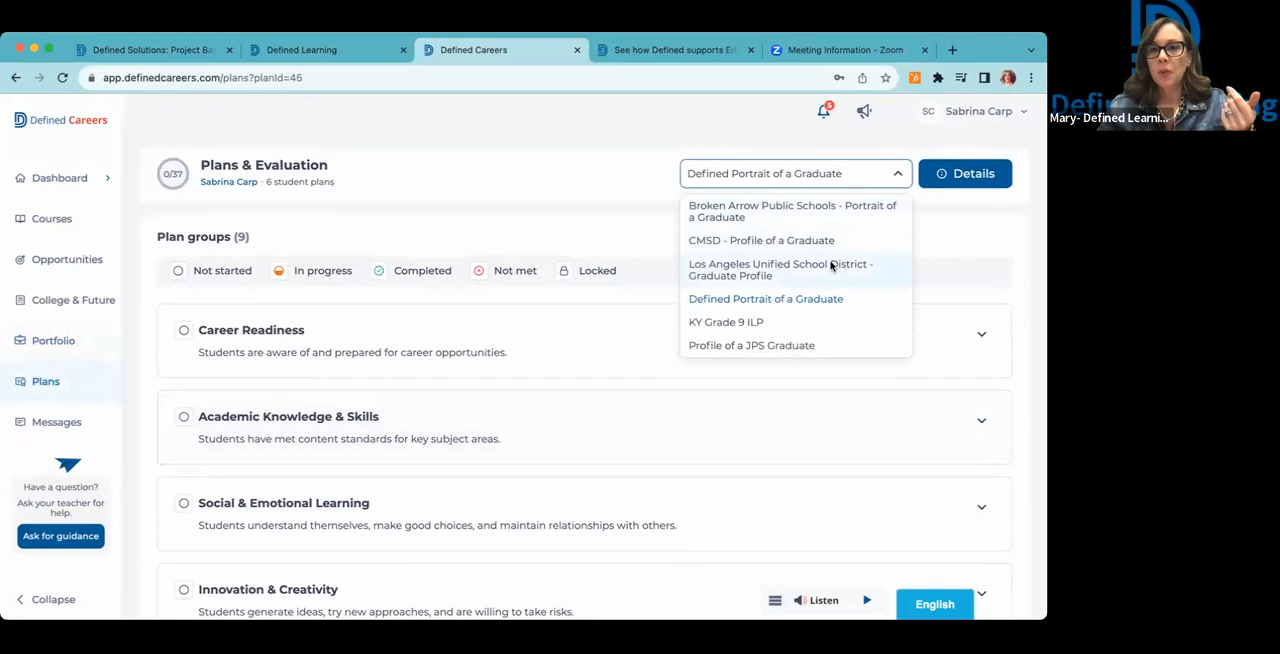 Defined Solutions: Project Ba
Defined Learning
Defined Careers
See how Defined supports Ed
Meeting Information - Zoom
app.definedcareers.com/plans?planId=45
Mary- Defined Learni...
Defined Careers
5
SC Sabrina Carp
Dashboard
Courses
Opportunities
College & Future
Portfolio
Plans
Messages
Have a question?
Ask your teacher for
help.
Ask for guidance
Collapse
0/37
Plans & Evaluation
Sabrina Carp · 6 student plans
Defined Portrait of a Graduate
Details
Broken Arrow Public Schools - Portrait of
a Graduate
CMSD - Profile of a Graduate
Los Angeles Unified School District -
Graduate Profile
Defined Portrait of a Graduate
KY Grade 9 ILP
Profile of a JPS Graduate
Plan groups (9)
Not started
In progress
Completed
Not met
Locked
Career Readiness
Students are aware of and prepared for career opportunities.
Academic Knowledge & Skills
Students have met content standards for key subject areas.
Social & Emotional Learning
Students understand themselves, make good choices, and maintain relationships with others.
Innovation & Creativity
Students generate ideas, try new approaches, and are willing to take risks.
Listen
English